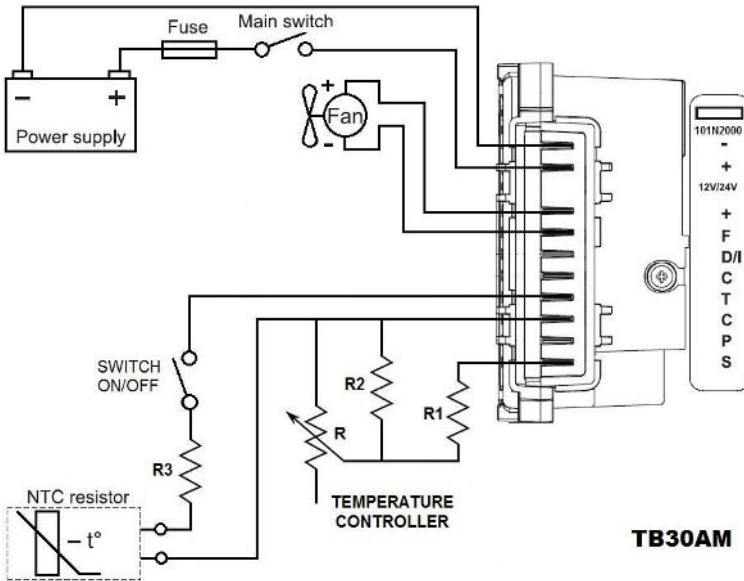 Fuse
Main switch
-
+
Power supply
+
Fan
-
101N2000
-
+
12V/24V
+
F
D/I
C
T
C
P
S
SWITCH
ON/OFF
R2
R1
R
R3
NTC resistor
– t°
TEMPERATURE
CONTROLLER
TB30AM